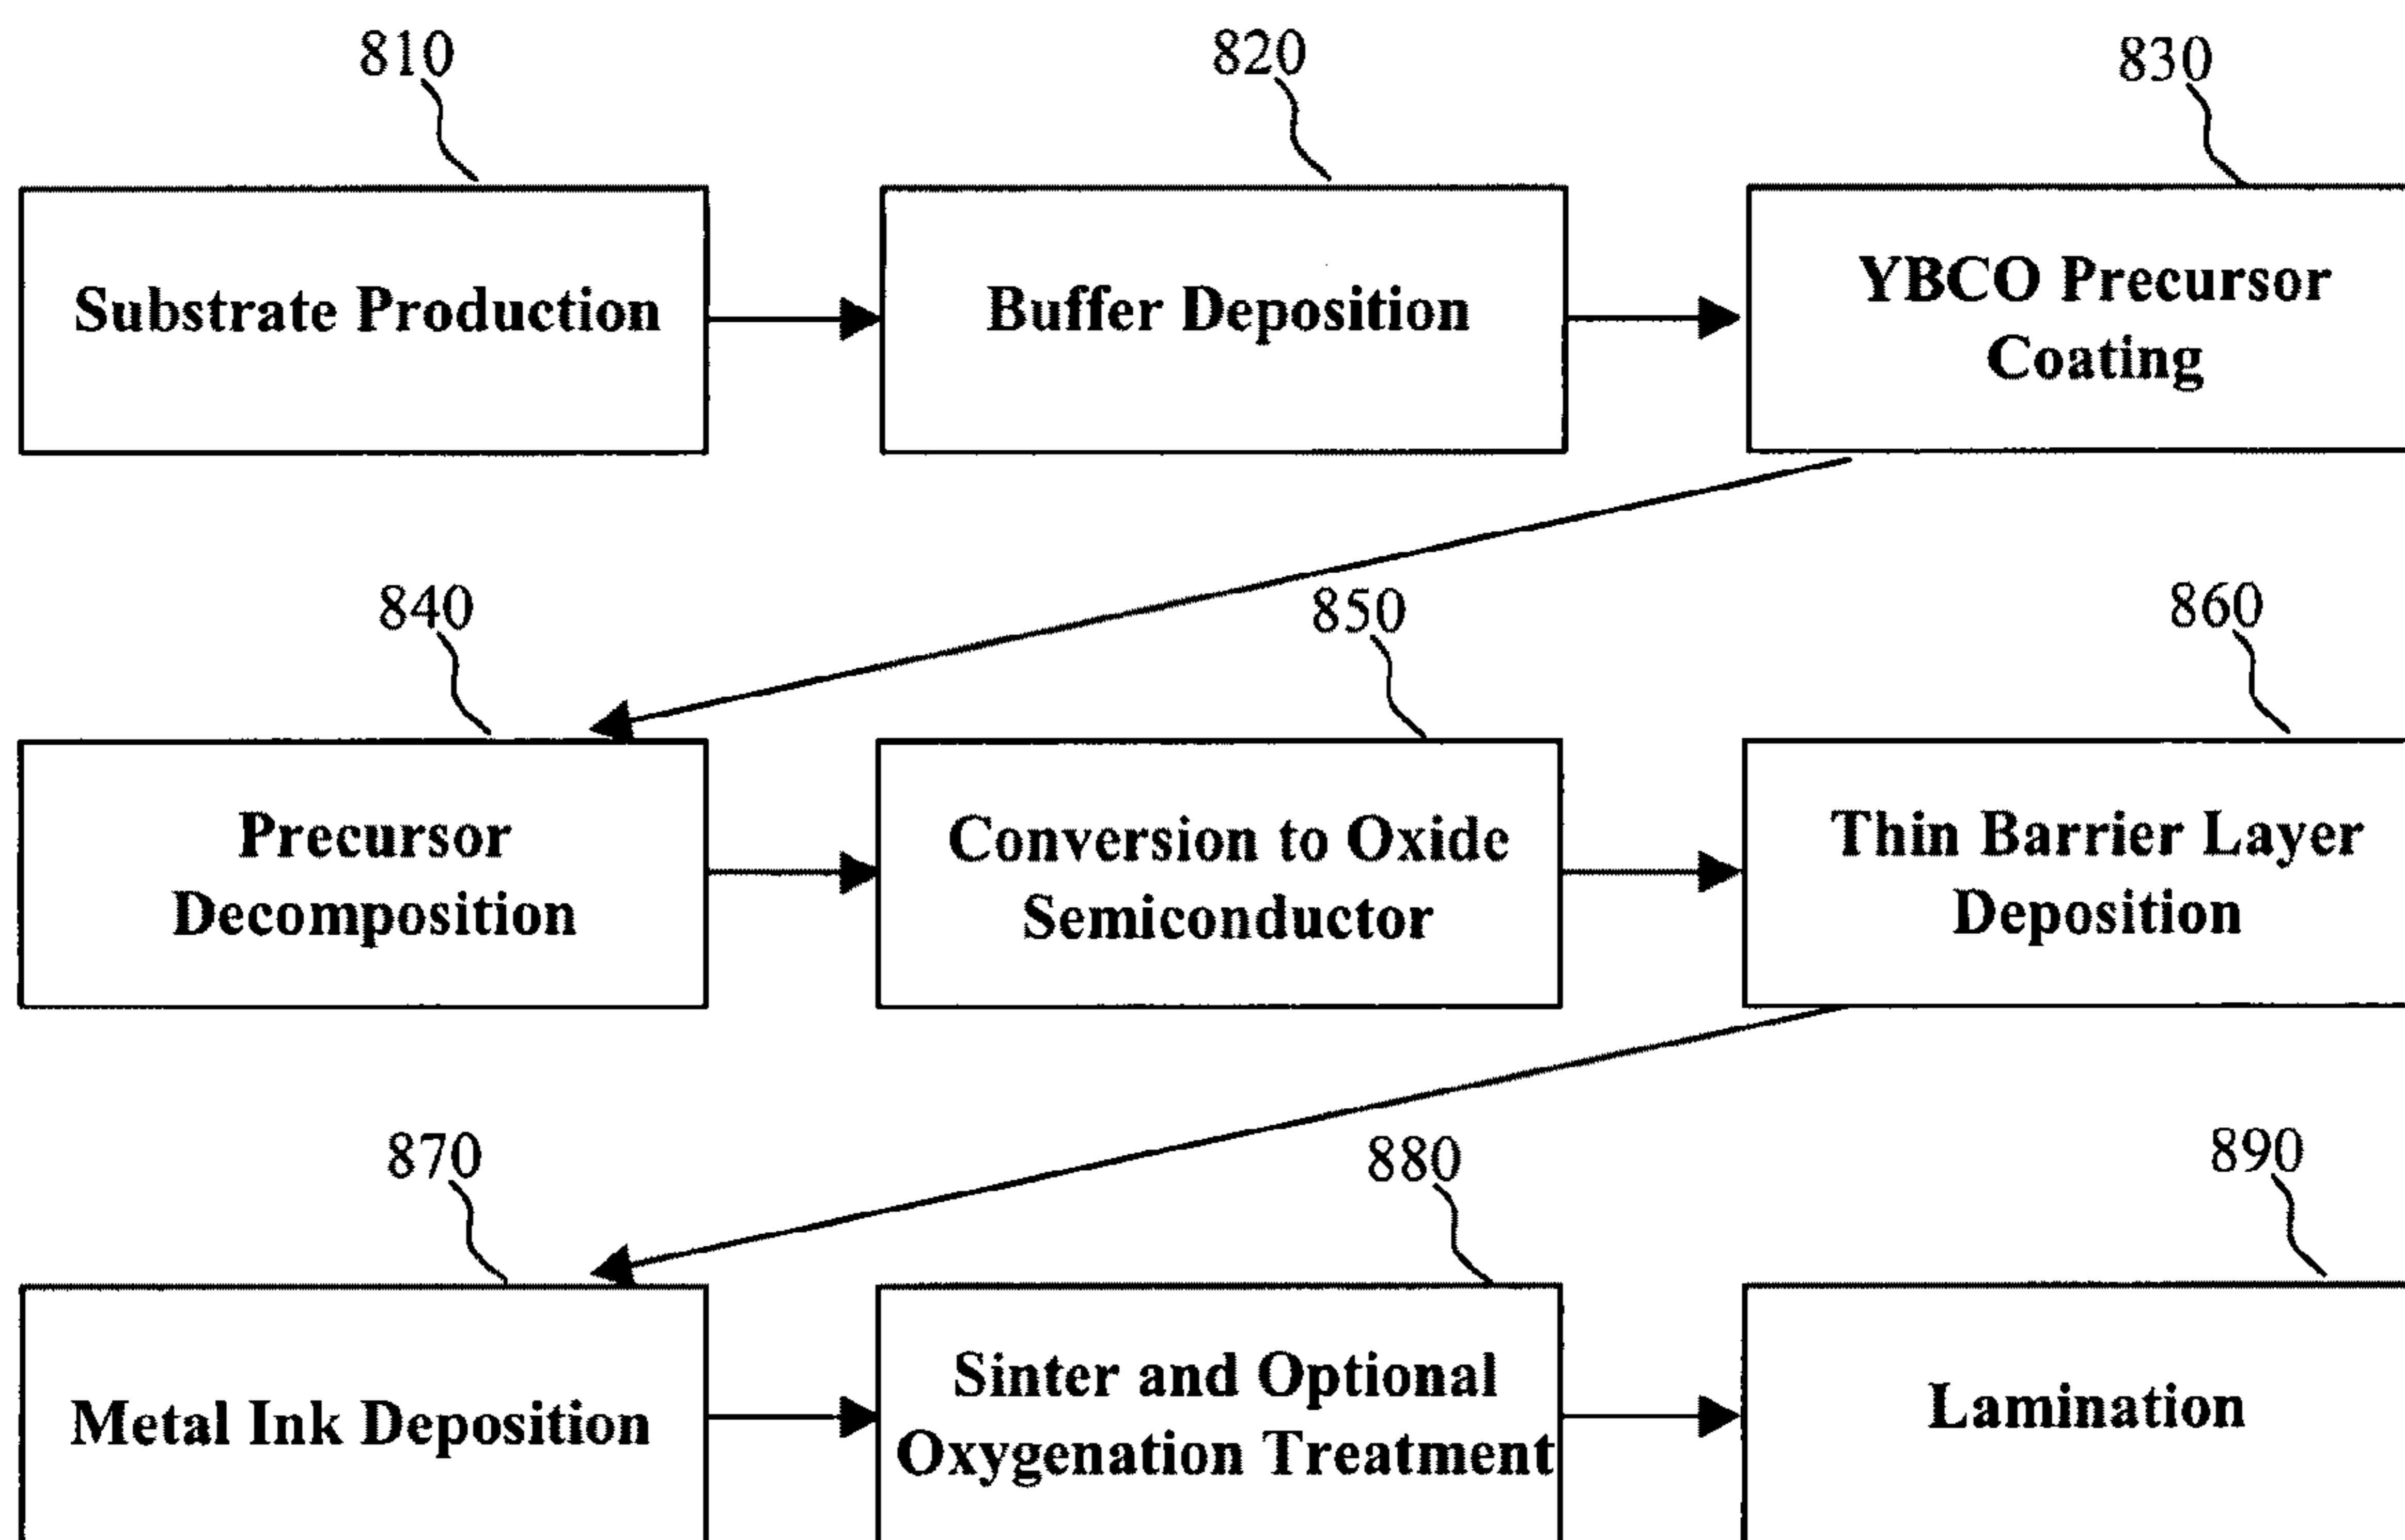 810
820
830
Substrate Production
Buffer Deposition
YBCO Precursor
Coating
840
850
860
Precursor
Decomposition
Conversion to Oxide
Semiconductor
Thin Barrier Layer
Deposition
870
880
890
Metal Ink Deposition
Sinter and Optional
Oxygenation Treatment
Lamination